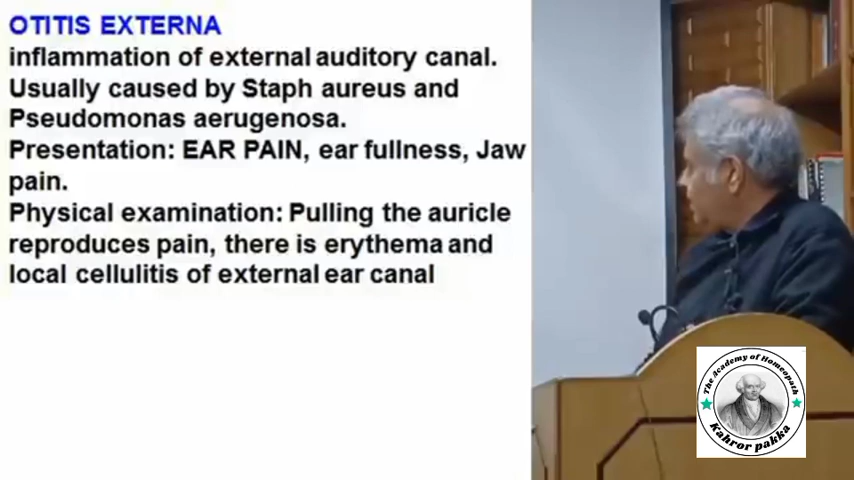 OTITIS EXTERNA
inflammation of external auditory canal.
Usually caused by Staph aureus and
Pseudomonas aerugenosa.
Presentation: EAR PAIN, ear fullness, Jaw
pain.
Physical examination: Pulling the auricle
reproduces pain, there is erythema and
local cellulitis of external ear canal
The Academy of Homeopath
Kahror pakka